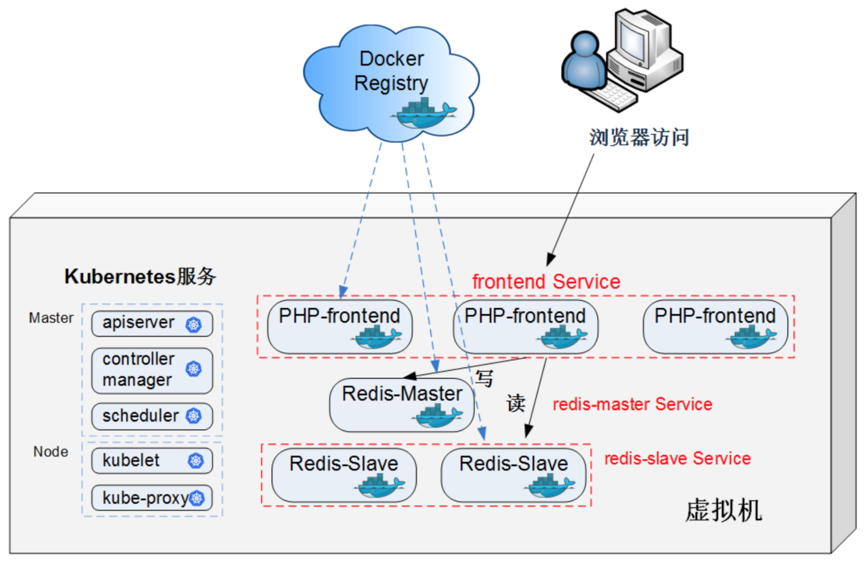 Docker
Registry
浏览器访问
Kubernetes服务
frontend Service
Master
apiserver
PHP-frontend
PHP-frontend
PHP-frontend
controller
manager
写
Redis-Master
读
redis-master Service
scheduler
Node
kubelet
Redis-Slave
Redis-Slave
redis-slave Service
kube-proxy
虚拟机